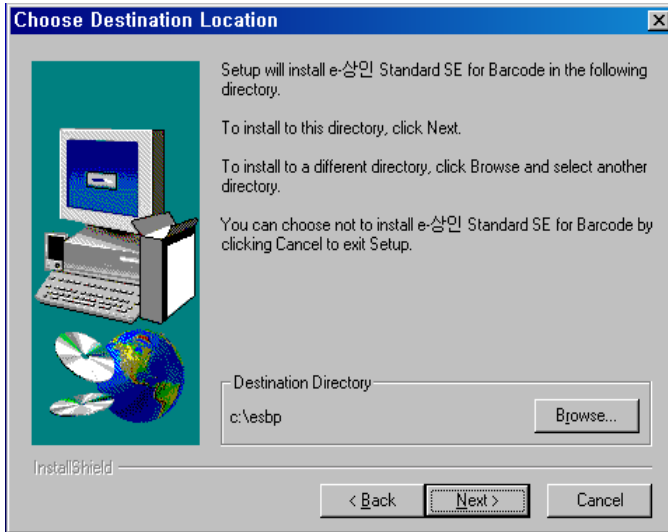 Choose Destination Location
Setup will install e-상인 Standard SE for Barcode in the following
directory.
To install to this directory, click Next.
To install to a different directory, click Browse and select another
directory.
You can choose not to install e-상인 Standard SE for Barcode by
clicking Cancel to exit Setup.
Destination Directory
c:\esbp
Browse...
InstallShield
< Back
Next >
Cancel